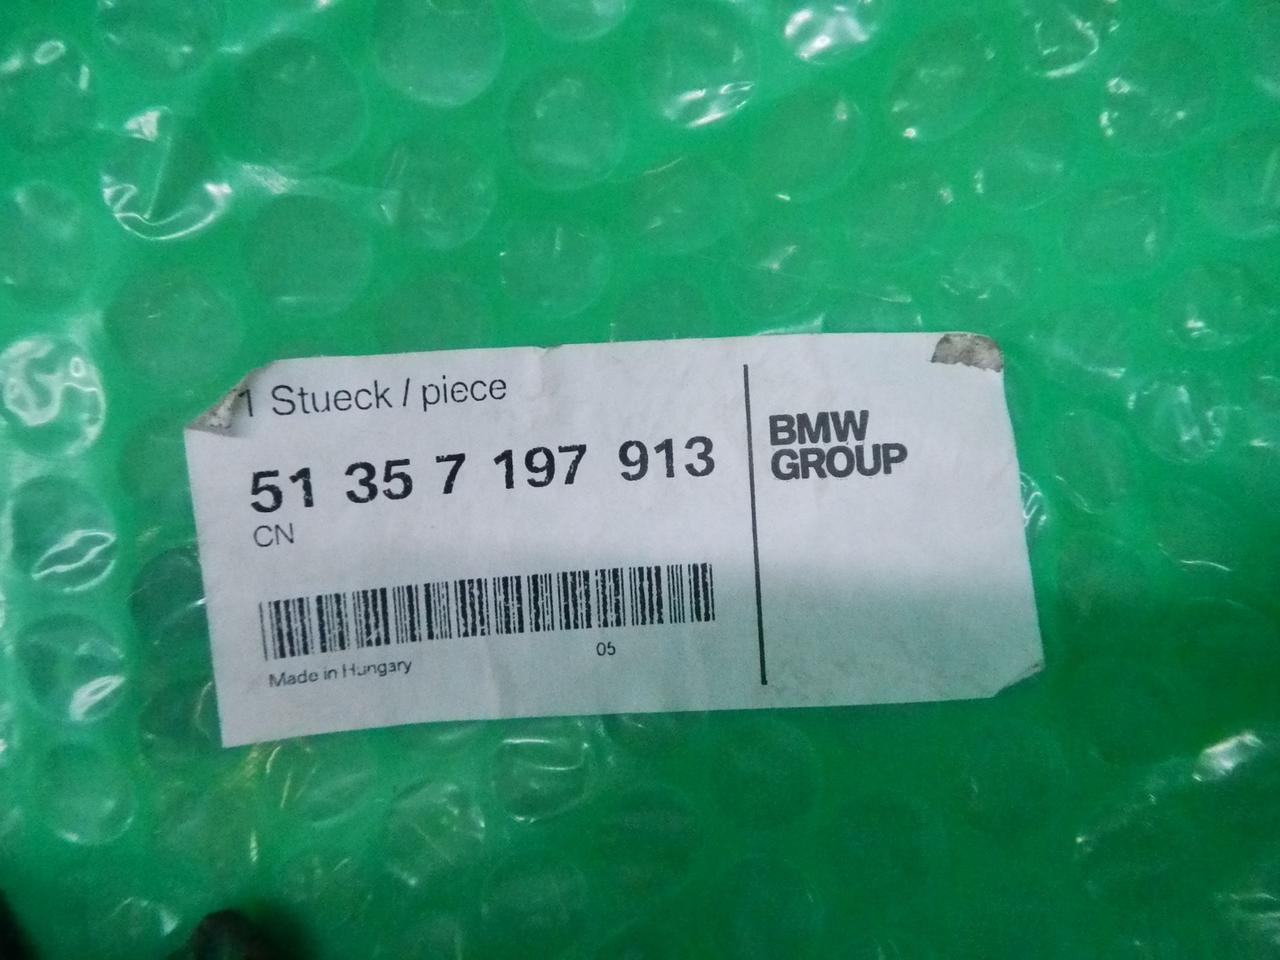 1 Stueck / piece
51 35 7 197 913
CN
05
Made in Hungary
BMW
GROUP